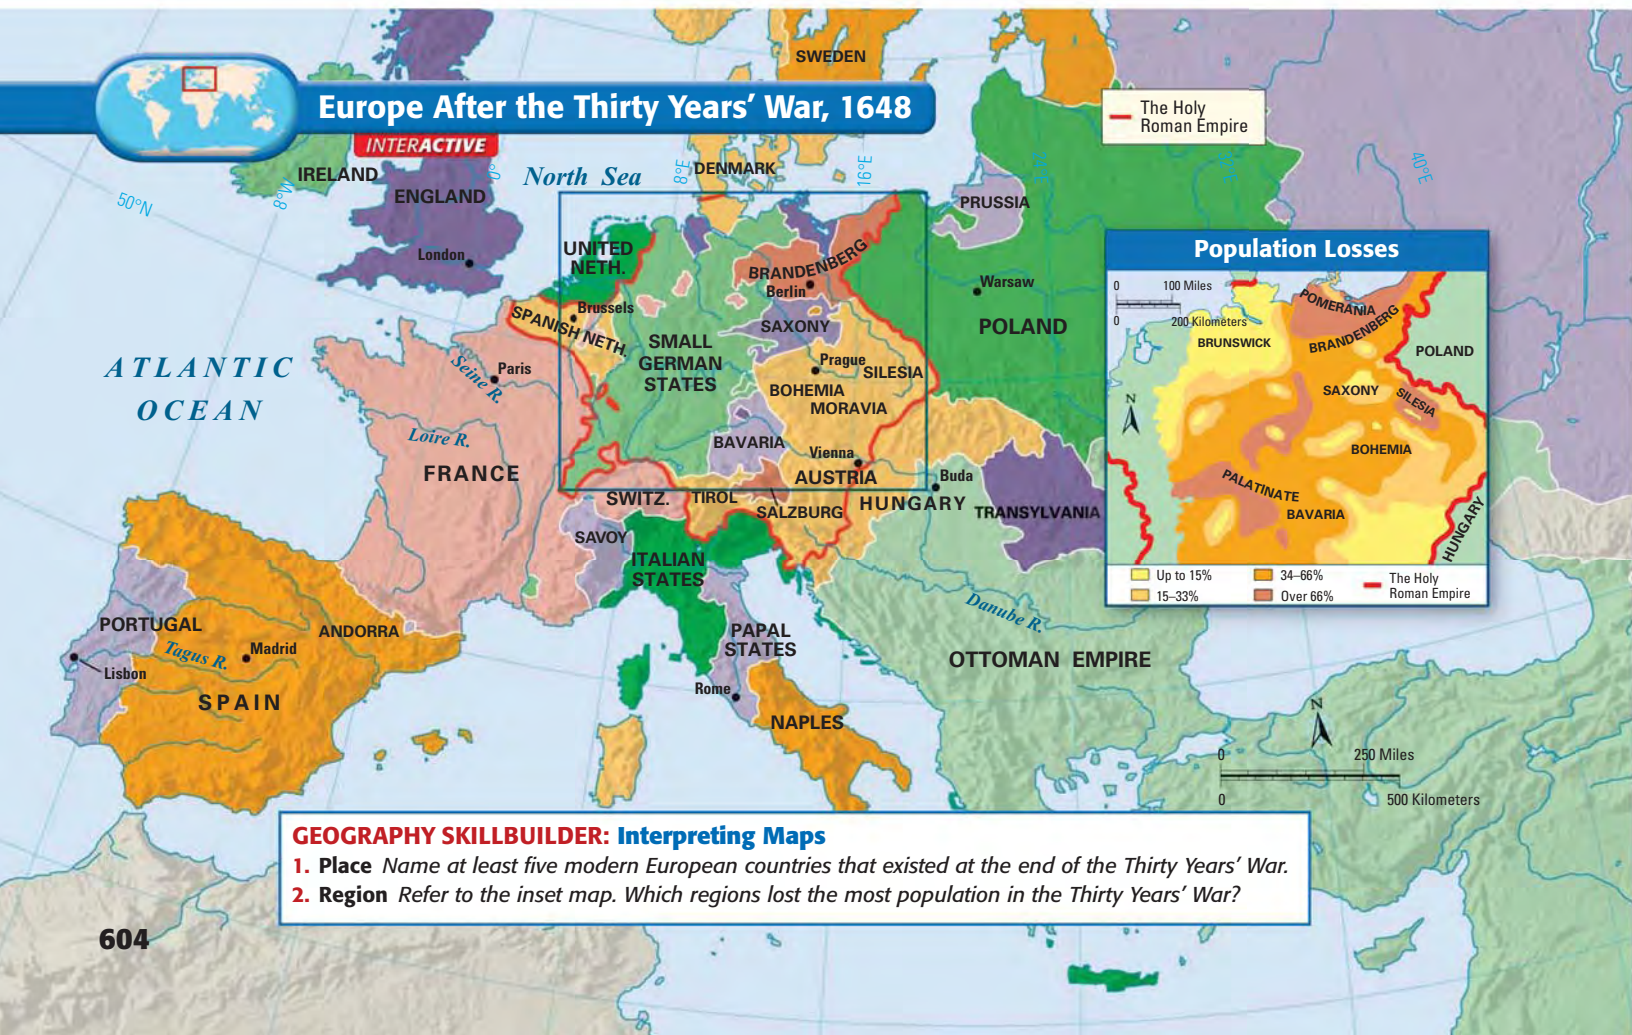 SWEDEN
Europe After the Thirty Years' War, 1648
INTERACTIVE
The Holy
Roman Empire
IRELAND
ENGLAND
London
North Sea
DENMARK
50°N
8°W
0°
8°E
16°E
40°E
PRUSSIA
UNITED
NETH.
BRANDENBERG
Berlin
Warsaw
POLAND
Brussels
SPANISH NETH.
SAXONY
SMALL
GERMAN
STATES
Prague
SILESIA
BOHEMIA
MORAVIA
ATLANTIC
OCEAN
Paris
Seine R.
Loire R.
FRANCE
BAVARIA
Vienna
AUSTRIA
Buda
HUNGARY
TRANSYLVANIA
SWITZ.
TIROL
SALZBURG
SAVOY
ITALIAN
STATES
PORTUGAL
Lisbon
Tagus R.
Madrid
ANDORRA
SPAIN
PAPAL
STATES
Rome
NAPLES
Danube R.
OTTOMAN EMPIRE
N
0 250 Miles
0 500 Kilometers
Population Losses
0 100 Miles
0 200 Kilometers
POMERANIA
BRANDENBERG
BRUNSWICK
POLAND
SAXONY
SILESIA
N
BOHEMIA
PALATINATE
BAVARIA
HUNGARY
Up to 15%
15–33%
34–66%
Over 66%
The Holy
Roman Empire
GEOGRAPHY SKILLBUILDER: Interpreting Maps
1. Place Name at least five modern European countries that existed at the end of the Thirty Years' War.
2. Region Refer to the inset map. Which regions lost the most population in the Thirty Years' War?
604